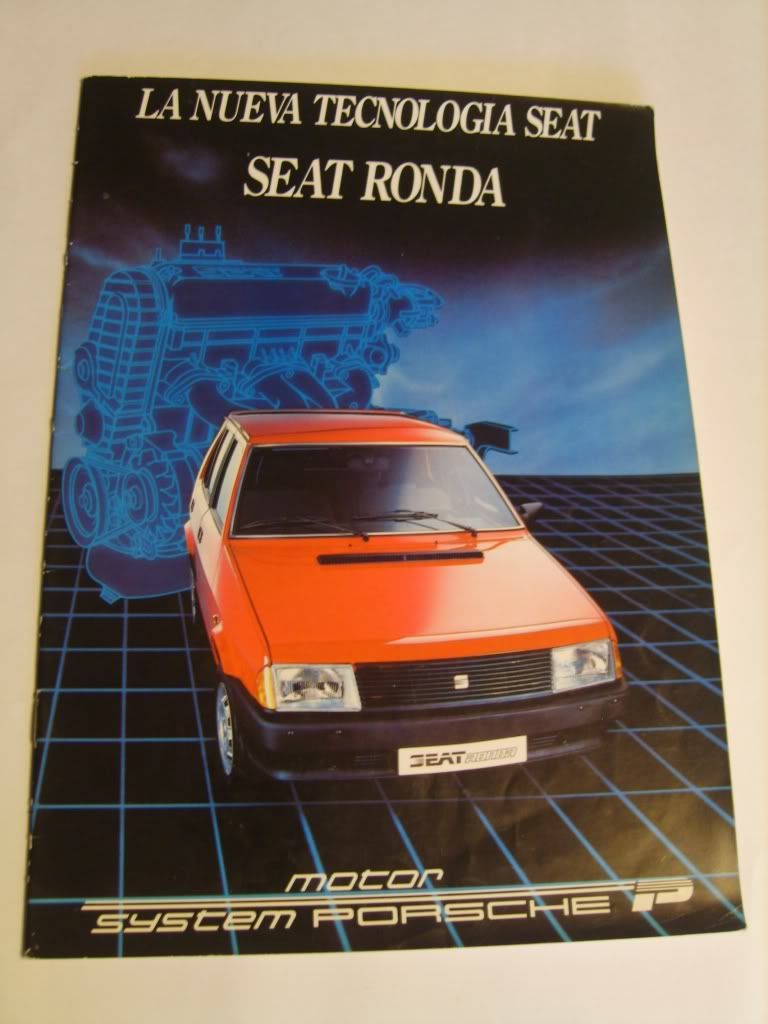 LA NUEVA TECNOLOGIA SEAT
SEAT RONDA
SEAT RONDA
motor
system PORSCHE P